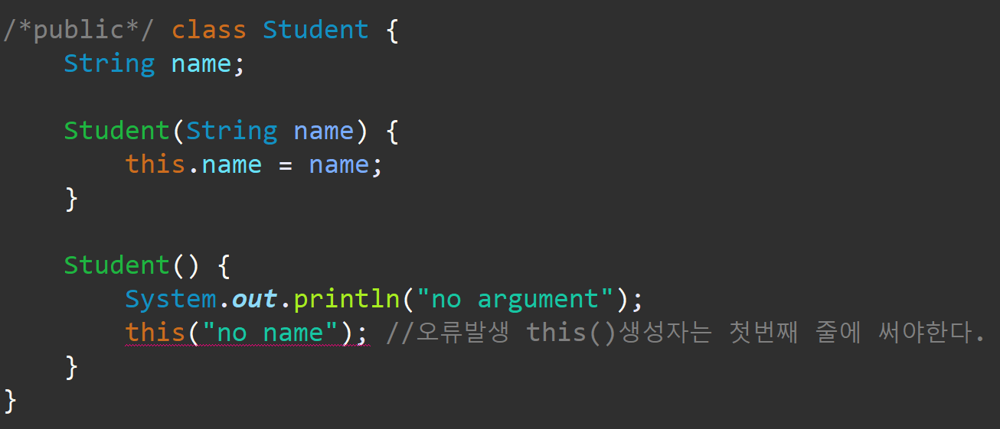 /*public*/ class Student {
    String name;

    Student(String name) {
        this.name = name;
    }

    Student() {
        System.out.println("no argument");
        this("no name"); //오류발생 this()생성자는 첫번째 줄에 써야한다.
    }
}